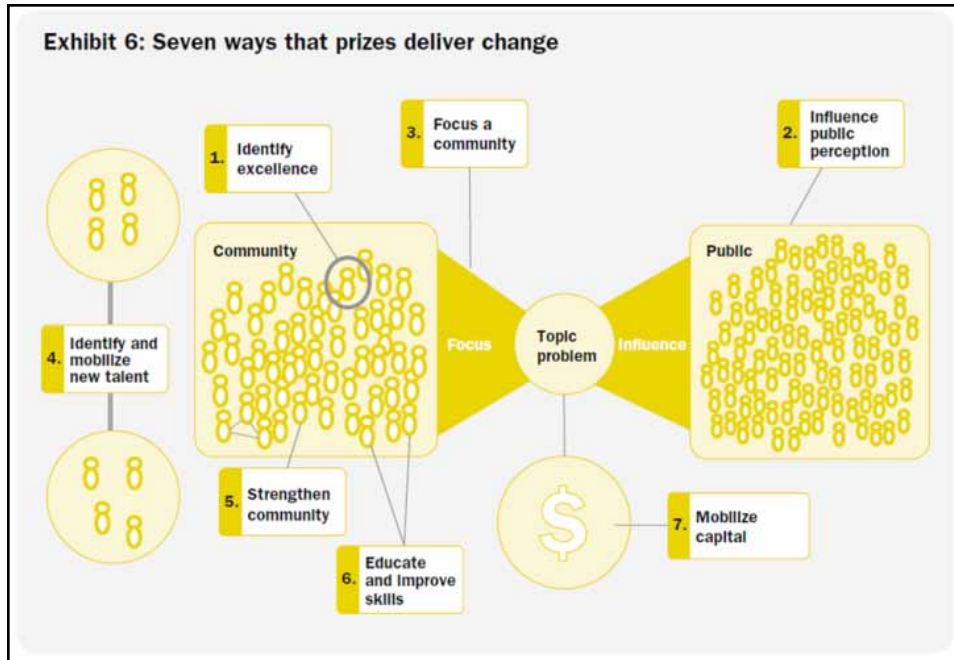 Exhibit 6: Seven ways that prizes deliver change
1. Identify
excellence
3. Focus a
community
2. Influence
public
perception
Community
Public
4. Identify and
mobilize
new talent
Focus
Topic
problem
Influence
5. Strengthen
community
$
7. Mobilize
capital
6. Educate
and improve
skills